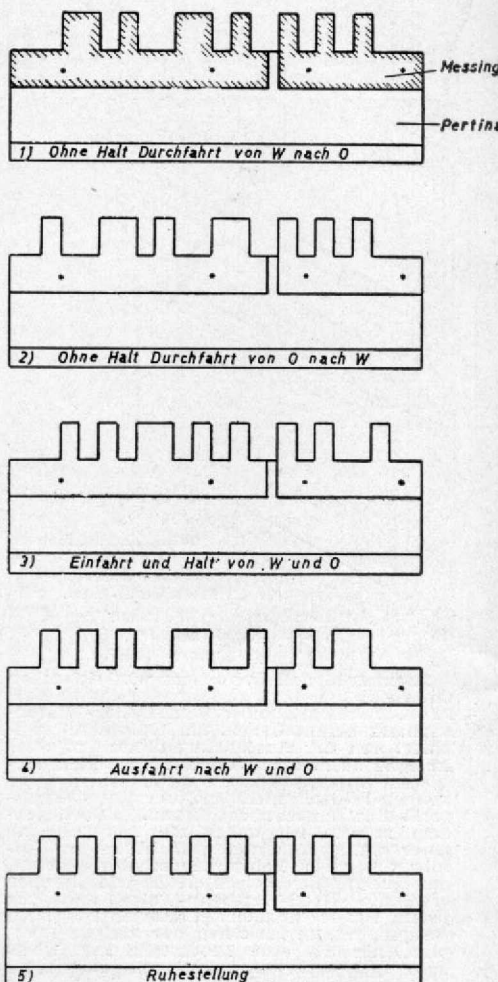 Messing
Pertina
1) Ohne Halt Durchfahrt von W nach O
2) Ohne Halt Durchfahrt von O nach W
3) Einfahrt und Halt von W und O
4) Ausfahrt nach W und O
5) Ruhestellung